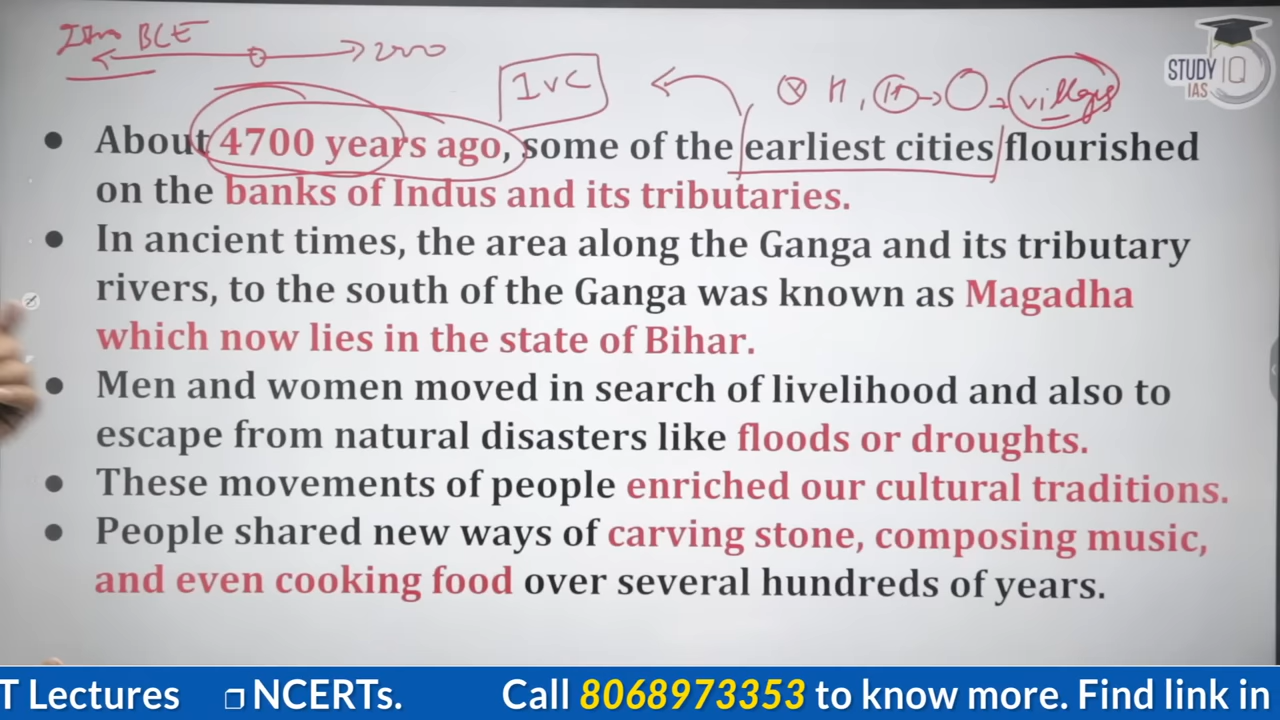 BCE
STUDY IQ
IAS
IVC
villages
• About 4700 years ago, some of the earliest cities flourished
on the banks of Indus and its tributaries.
• In ancient times, the area along the Ganga and its tributary
rivers, to the south of the Ganga was known as Magadha
which now lies in the state of Bihar.
• Men and women moved in search of livelihood and also to
escape from natural disasters like floods or droughts.
• These movements of people enriched our cultural traditions.
• People shared new ways of carving stone, composing music,
and even cooking food over several hundreds of years.
T Lectures ❐ NCERTs. Call 8068973353 to know more. Find link in